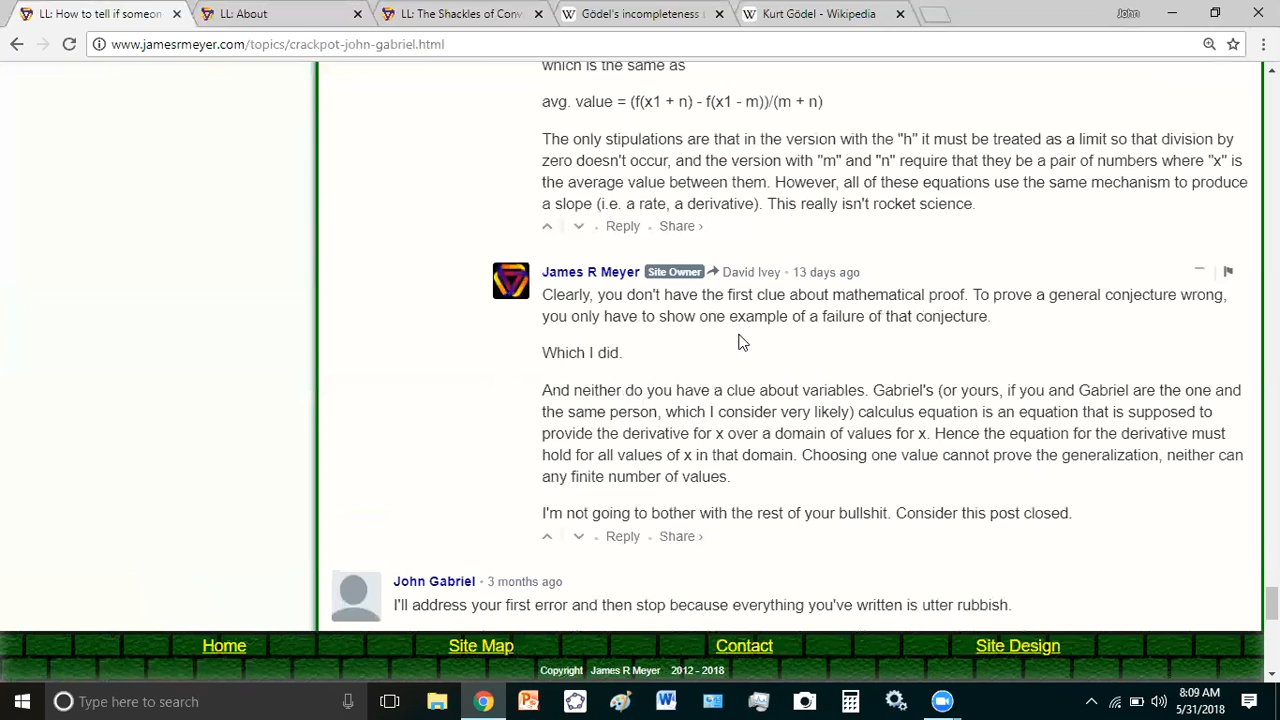 LL: How to tell if someon
LL: About
LL: The Shackles of Conv
Gödel's incompleteness
Kurt Gödel - Wikipedia
John
www.jamesrmeyer.com/topics/crackpot-john-gabriel.html
which is the same as
avg. value = (f(x1 + n) - f(x1 - m))/(m + n)
The only stipulations are that in the version with the "h" it must be treated as a limit so that division by
zero doesn't occur, and the version with "m" and "n" require that they be a pair of numbers where "x" is
the average value between them. However, all of these equations use the same mechanism to produce
a slope (i.e. a rate, a derivative). This really isn't rocket science.
Reply Share ›
James R Meyer Site Owner David Ivey • 13 days ago
Clearly, you don't have the first clue about mathematical proof. To prove a general conjecture wrong,
you only have to show one example of a failure of that conjecture.
Which I did.
And neither do you have a clue about variables. Gabriel's (or yours, if you and Gabriel are the one and
the same person, which I consider very likely) calculus equation is an equation that is supposed to
provide the derivative for x over a domain of values for x. Hence the equation for the derivative must
hold for all values of x in that domain. Choosing one value cannot prove the generalization, neither can
any finite number of values.
I'm not going to bother with the rest of your bullshit. Consider this post closed.
Reply Share ›
John Gabriel • 3 months ago
I'll address your first error and then stop because everything you've written is utter rubbish.
Home Site Map Contact Site Design
Copyright James R Meyer 2012 - 2018
Type here to search
8:09 AM
5/31/2018